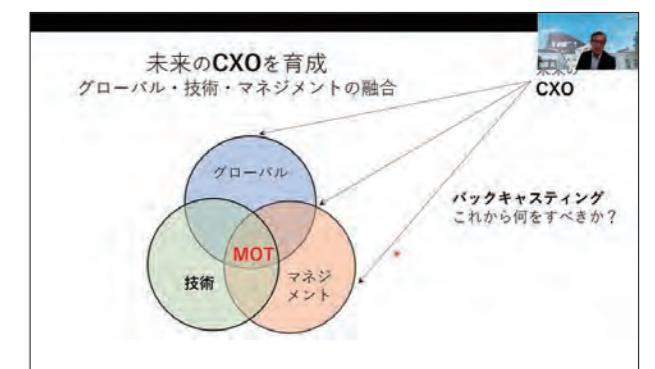 未来のCXOを育成
グローバル・技術・マネジメントの融合
未来の
CXO
グローバル
バックキャスティング
これから何をすべきか？
MOT
技術
マネジ
メント